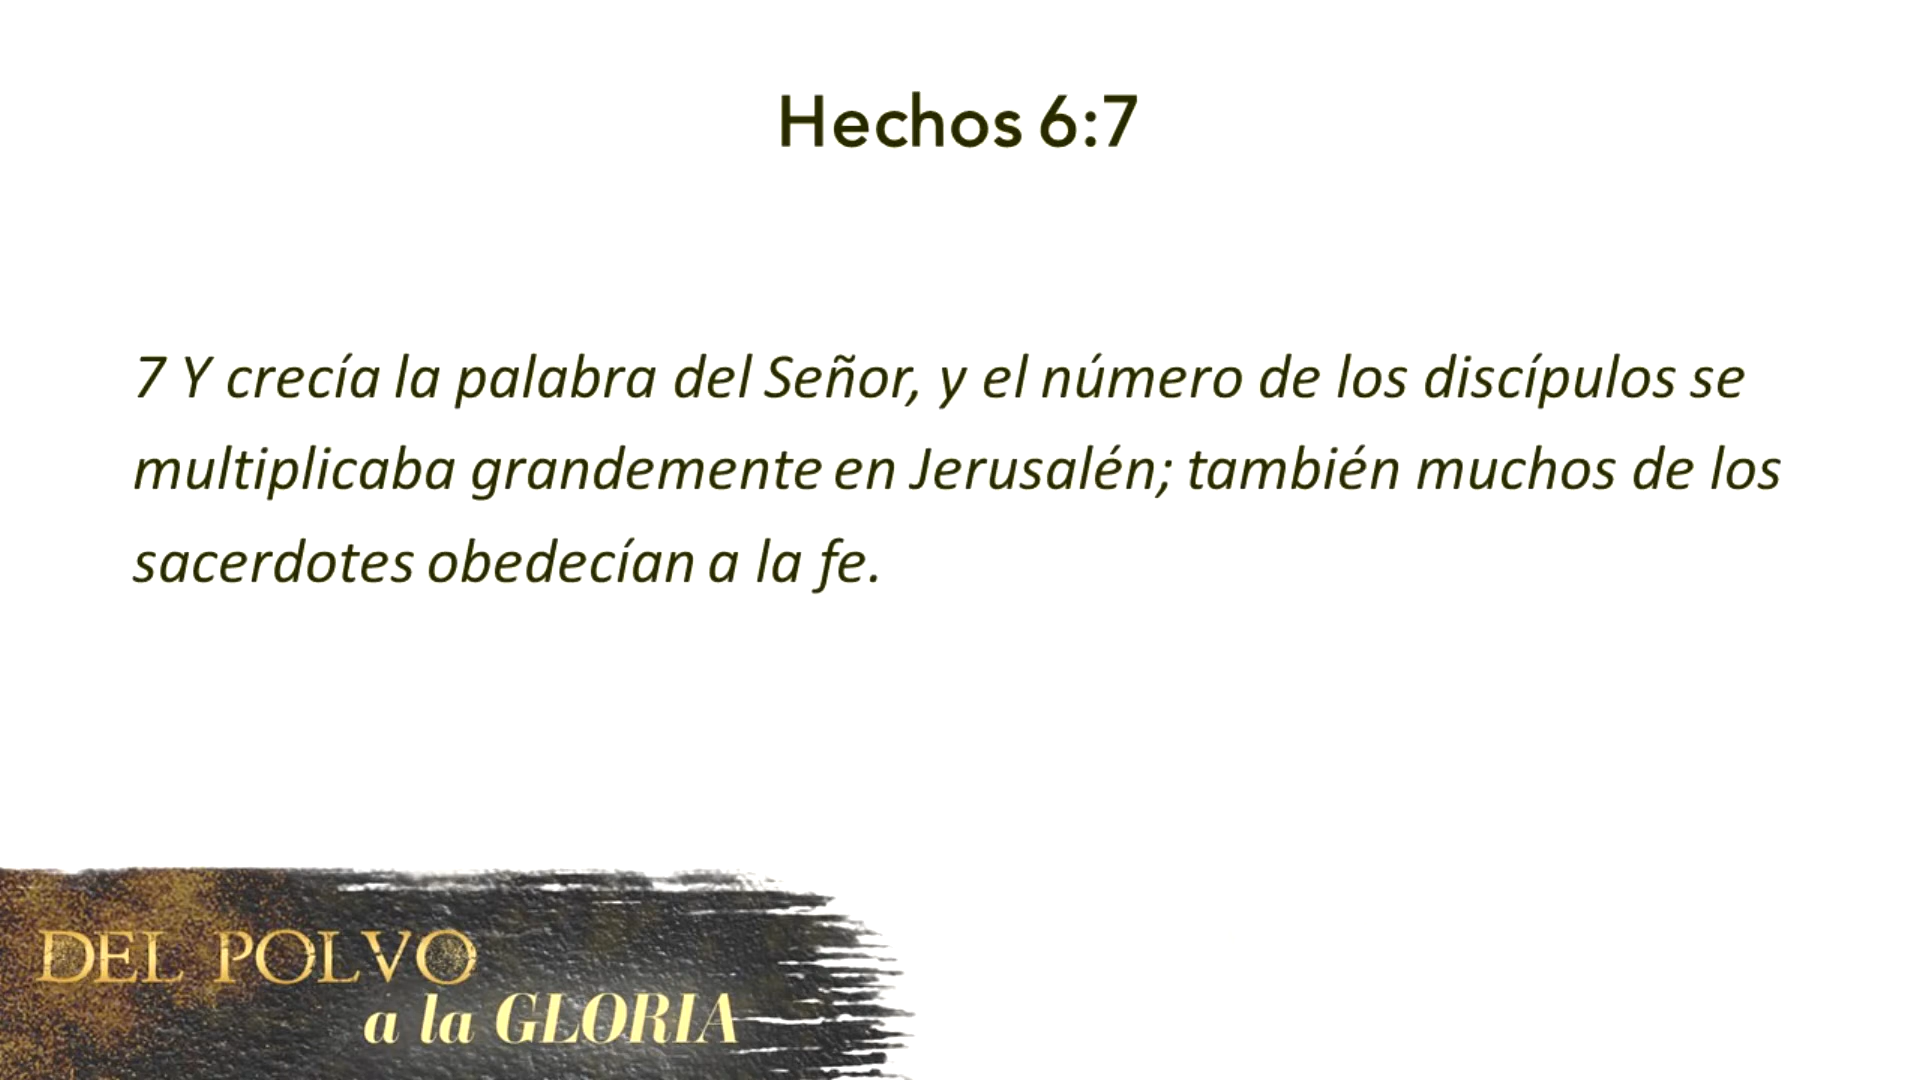 Hechos 6:7
7 Y crecía la palabra del Señor, y el número de los discípulos se
multiplicaba grandemente en Jerusalén; también muchos de los
sacerdotes obedecían a la fe.
DEL POLVO
a la GLORIA